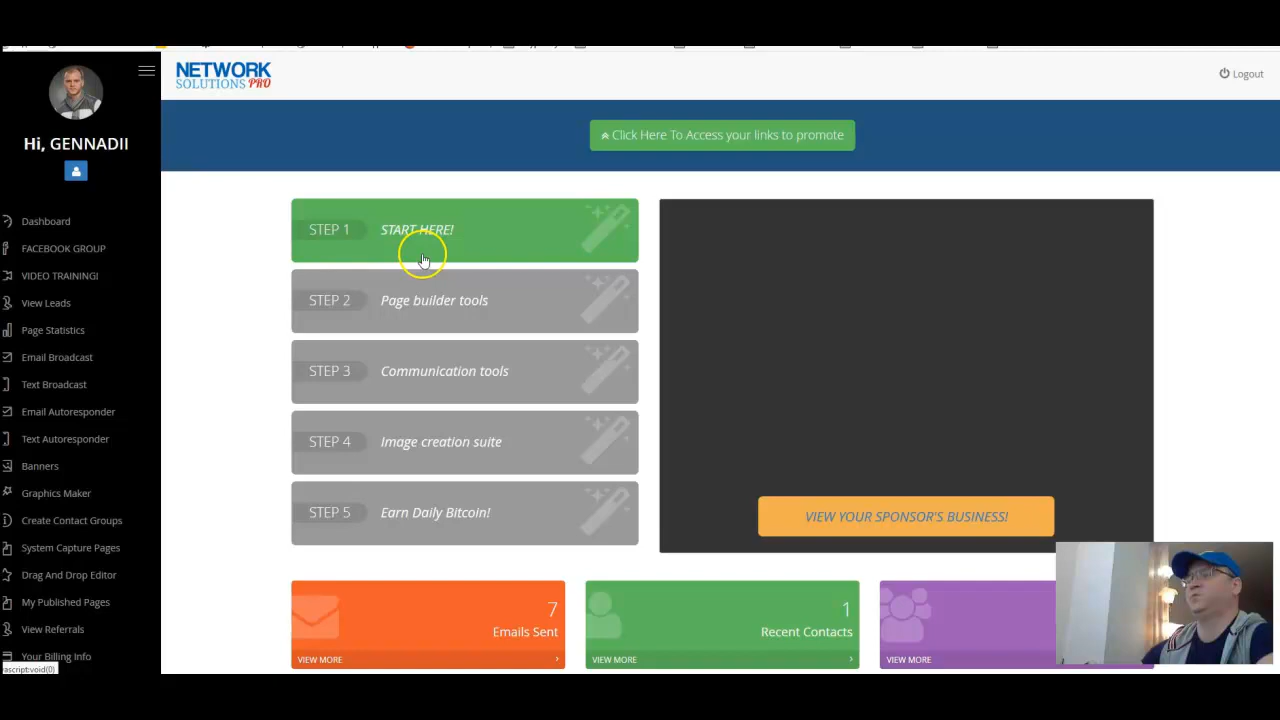 NETWORK
SOLUTIONS PRO
Logout
Click Here To Access your links to promote
Hi, GENNADII
Dashboard
FACEBOOK GROUP
VIDEO TRAINING!
View Leads
Page Statistics
Email Broadcast
Text Broadcast
Email Autoresponder
Text Autoresponder
Banners
Graphics Maker
Create Contact Groups
System Capture Pages
Drag And Drop Editor
My Published Pages
View Referrals
Your Billing Info
vascript:void(0)
STEP 1 START HERE!
STEP 2 Page builder tools
STEP 3 Communication tools
STEP 4 Image creation suite
STEP 5 Earn Daily Bitcoin!
VIEW YOUR SPONSOR'S BUSINESS!
7
Emails Sent
VIEW MORE
1
Recent Contacts
VIEW MORE
VIEW MORE